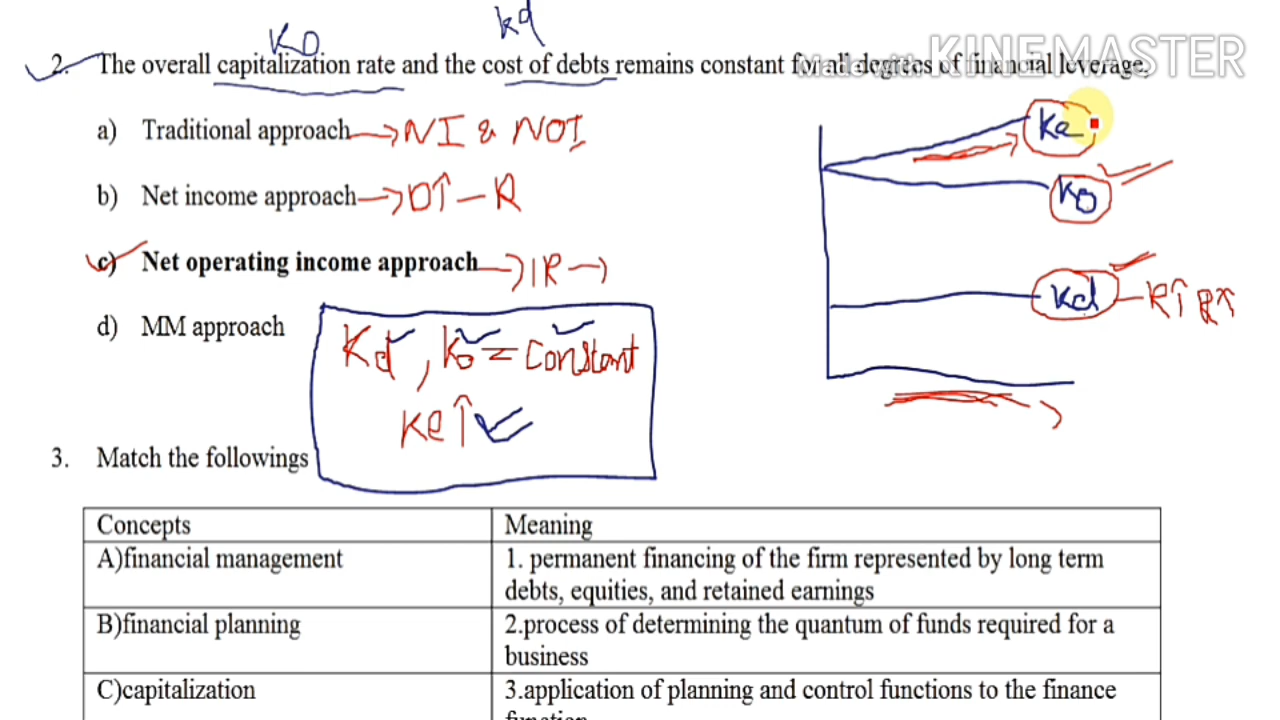 KO
Kd
2. The overall capitalization rate and the cost of debts remains constant for all degrees of financial leverage.
Made with KINEMASTER
a) Traditional approach → NI & NOI
b) Net income approach → D↑ – R
c) Net operating income approach → IR →
d) MM approach
Kd, Ko = Constant
Ke↑
Ke
Ko
Kd – R↑ R↑
3. Match the followings
Concepts Meaning
A)financial management 1. permanent financing of the firm represented by long term
debts, equities, and retained earnings
B)financial planning 2.process of determining the quantum of funds required for a
business
C)capitalization 3.application of planning and control functions to the finance
function